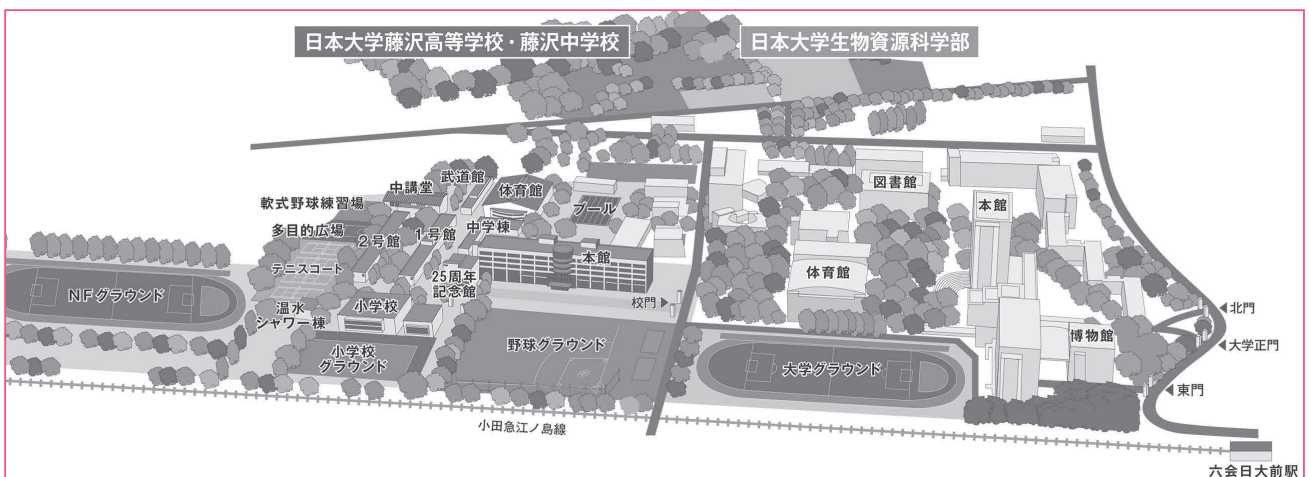 日本大学藤沢高等学校・藤沢中学校
日本大学生物資源科学部
武道館
体育館
中講堂
軟式野球練習場
プール
多目的広場
2号館
1号館
中学棟
本館
テニスコート
25周年
記念館
NFグラウンド
温水
シャワー棟
小学校
校門▶
小学校
グラウンド
野球グラウンド
図書館
本館
体育館
博物館
大学グラウンド
◀北門
◀大学正門
◀東門
小田急江ノ島線
六会日大前駅